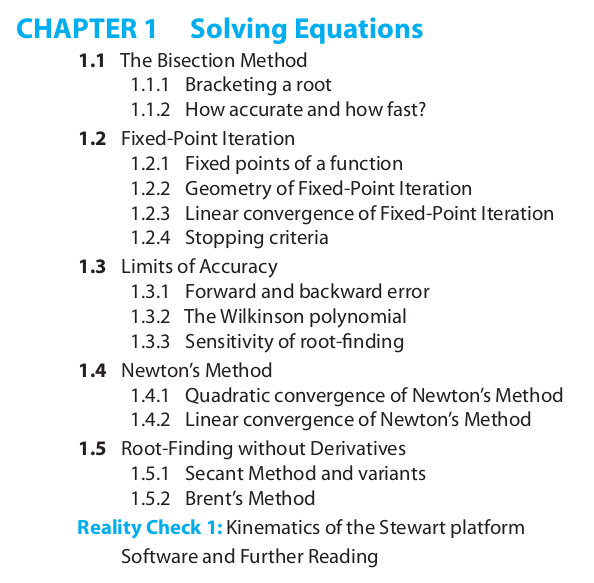 CHAPTER 1 Solving Equations
1.1 The Bisection Method
1.1.1 Bracketing a root
1.1.2 How accurate and how fast?
1.2 Fixed-Point Iteration
1.2.1 Fixed points of a function
1.2.2 Geometry of Fixed-Point Iteration
1.2.3 Linear convergence of Fixed-Point Iteration
1.2.4 Stopping criteria
1.3 Limits of Accuracy
1.3.1 Forward and backward error
1.3.2 The Wilkinson polynomial
1.3.3 Sensitivity of root-finding
1.4 Newton’s Method
1.4.1 Quadratic convergence of Newton’s Method
1.4.2 Linear convergence of Newton’s Method
1.5 Root-Finding without Derivatives
1.5.1 Secant Method and variants
1.5.2 Brent’s Method
Reality Check 1: Kinematics of the Stewart platform
Software and Further Reading